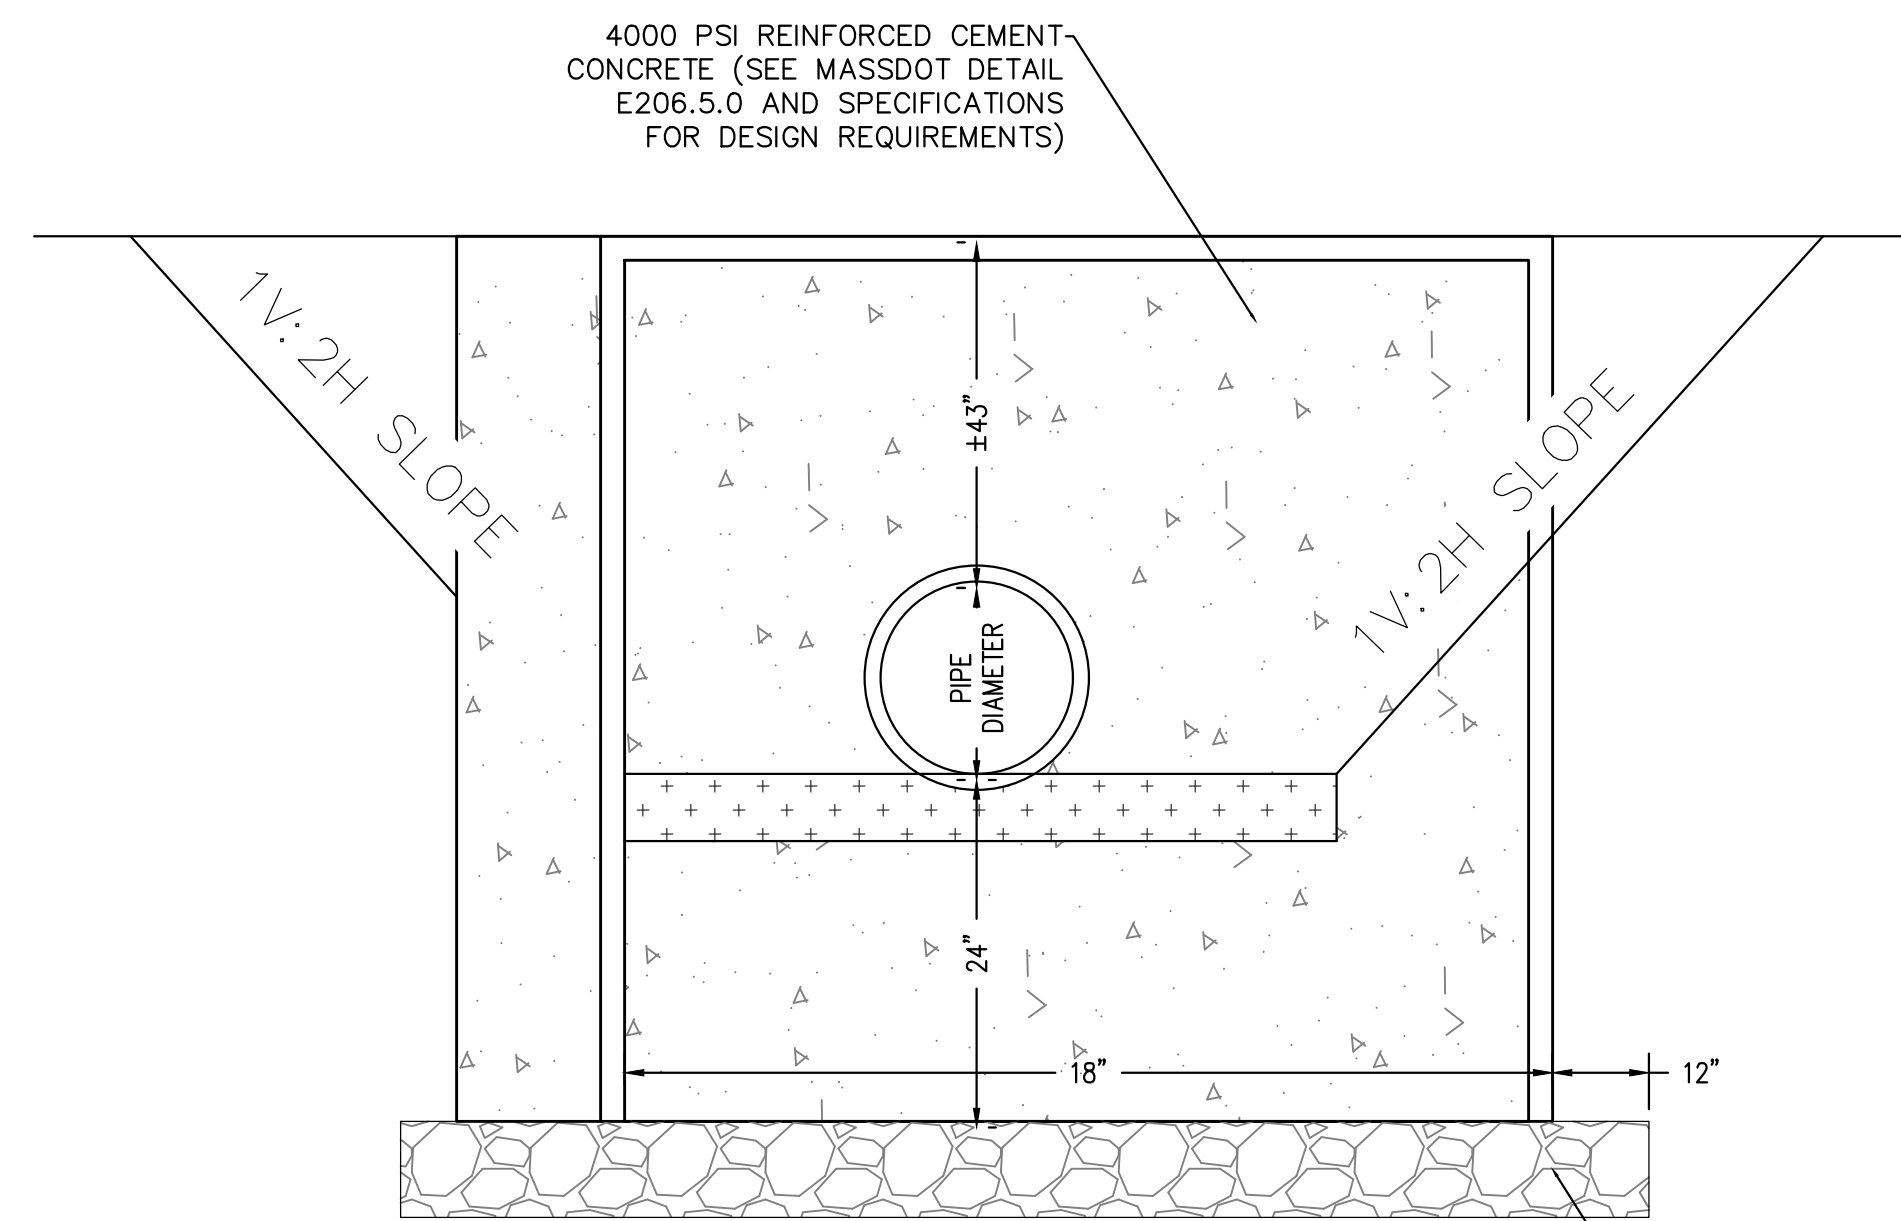 4000 PSI REINFORCED CEMENT
CONCRETE (SEE MASSDOT DETAIL
E206.5.0 AND SPECIFICATIONS
FOR DESIGN REQUIREMENTS)
1V:2H SLOPE
±43"
1V:2H SLOPE
PIPE
DIAMETER
24"
18"
12"